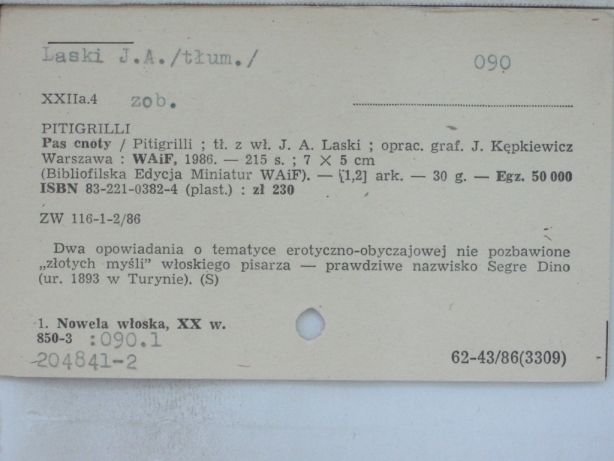 Laski J.A./tłum./
090
XXIIa.4 zob.
PITIGRILLI
Pas cnoty / Pitigrilli ; tł. z wł. J. A. Laski ; oprac. graf. J. Kępkiewicz
Warszawa : WAiF, 1986. — 215 s. ; 7 × 5 cm
(Bibliofilska Edycja Miniatur WAiF). — [1,2] ark. — 30 g. — Egz. 50 000
ISBN 83-221-0382-4 (plast.) : zł 230
ZW 116-1-2/86
Dwa opowiadania o tematyce erotyczno-obyczajowej nie pozbawione
„złotych myśli” włoskiego pisarza — prawdziwe nazwisko Segre Dino
(ur. 1893 w Turynie). (S)
1. Nowela włoska, XX w.
850-3 :090.1
204841-2
62-43/86(3309)